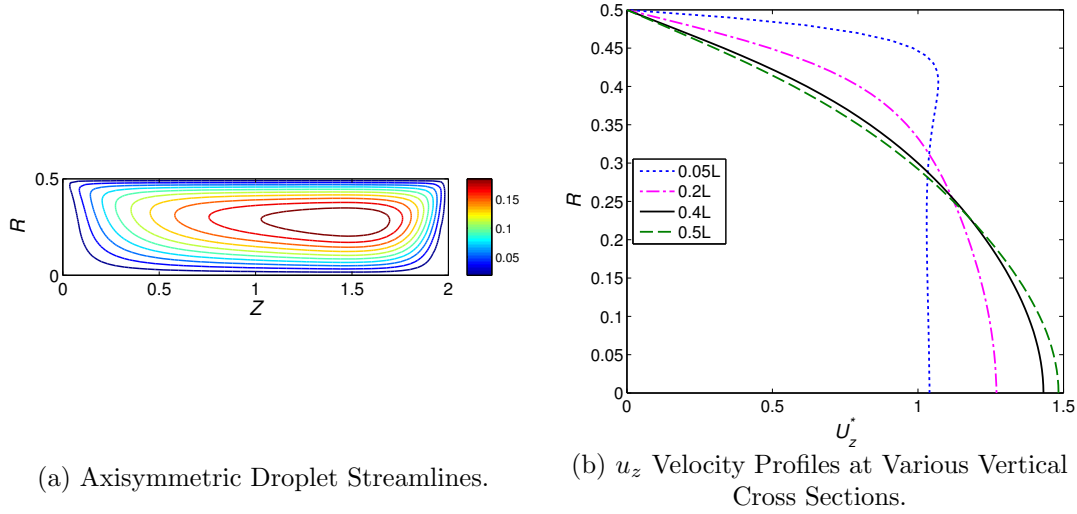 0.5
R
0
0
0.5
1
1.5
2
Z
0.15
0.1
0.05
(a) Axisymmetric Droplet Streamlines.
0.5
0.45
0.4
0.35
0.3
0.25
0.2
0.15
0.1
0.05
0
R
0.05L
0.2L
0.4L
0.5L
0
0.5
1
1.5
U_z^*
(b) u_z Velocity Profiles at Various Vertical
Cross Sections.